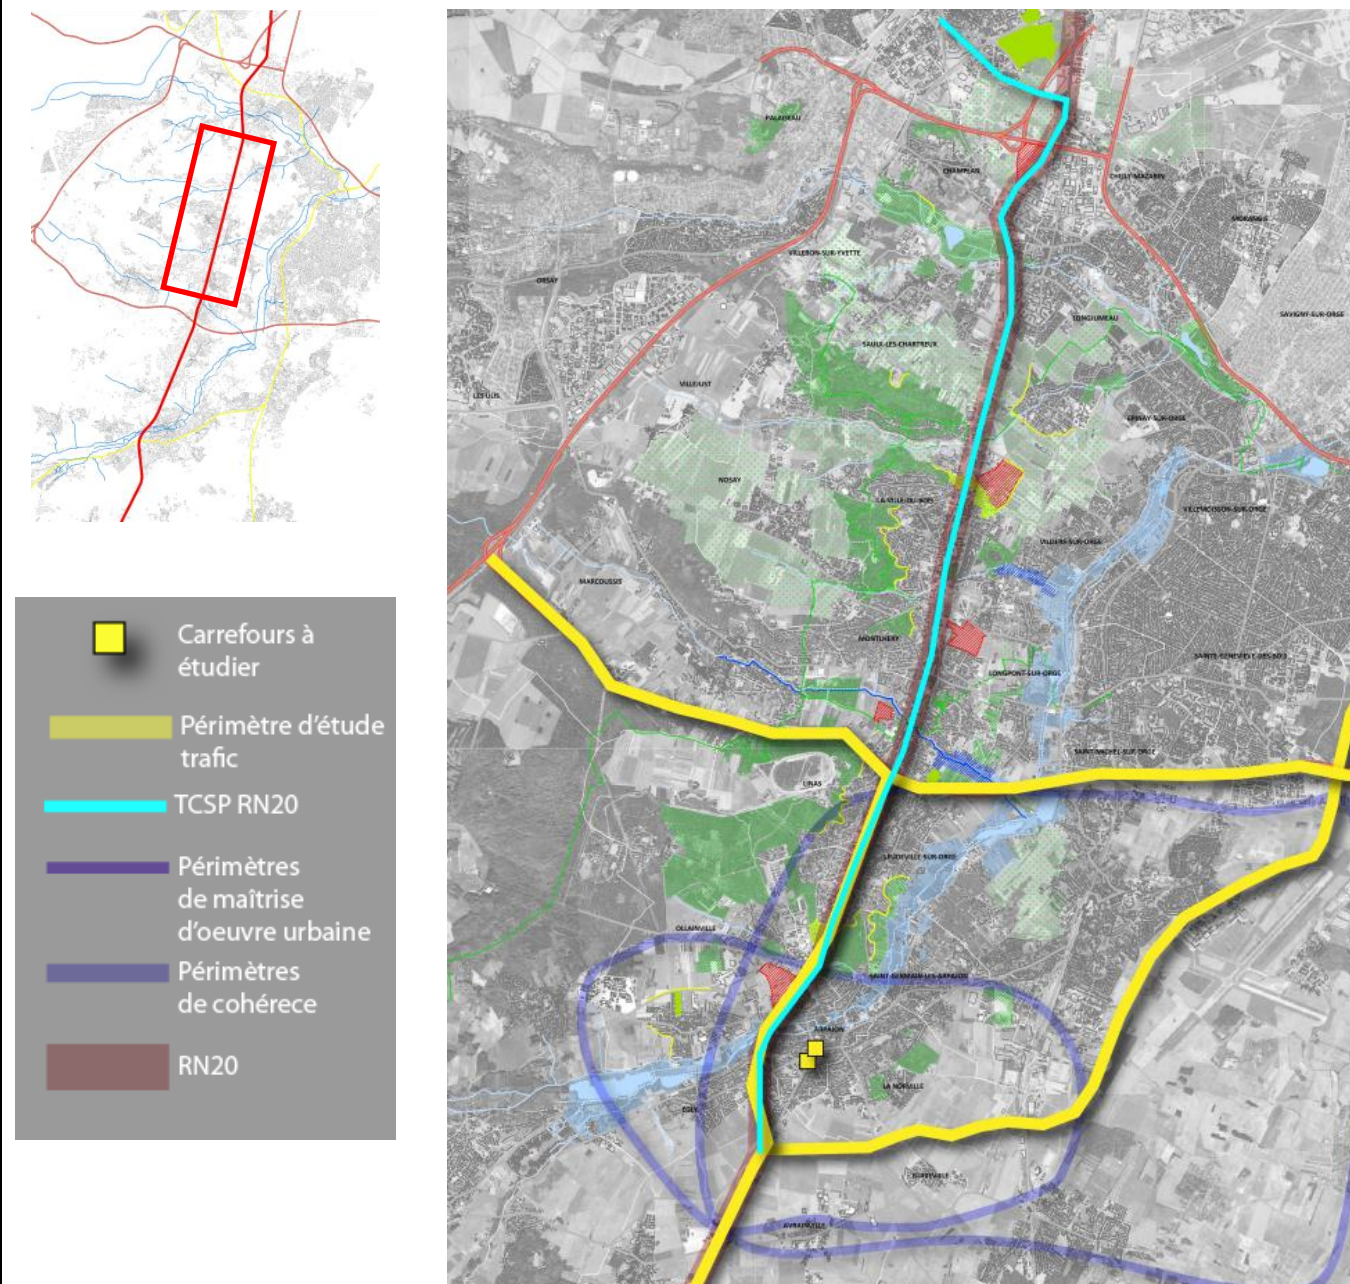 Carrefours à
étudier
Périmètre d'étude
trafic
TCSP RN20
Périmètres
de maîtrise
d'oeuvre urbaine
Périmètres
de cohérece
RN20
PALAISEAU
CHAMPLAN
CHILLY-MAZARIN
MORANGIS
VILLEBON-SUR-YVETTE
ORSAY
SAVIGNY-SUR-ORGE
LONGJUMEAU
SAULX-LES-CHARTREUX
VILLEJUST
LES ULIS
EPINAY-SUR-ORGE
NOZAY
LA VILLE-DU-BOIS
VILLEMOISSON-SUR-ORGE
VILLIERS-SUR-ORGE
MARCOUSSIS
MONTLHERY
SAINTE-GENEVIEVE-DES-BOIS
LONGPONT-SUR-ORGE
SAINT-MICHEL-SUR-ORGE
LINAS
LEUDEVILLE-SUR-ORGE
OLLAINVILLE
SAINT-GERMAIN-LES-ARPAJON
ARPAJON
LA NORVILLE
EGLY
AVRAINVILLE